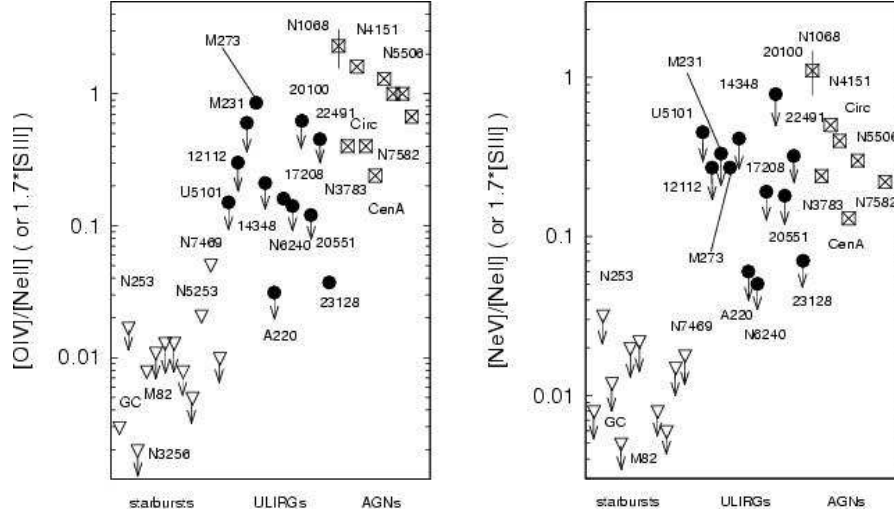 [OIV]/[NeII] ( or 1.7*[SIII] )
1
0.1
0.01
N1068
N4151
M273
N5506
20100
M231
22491
Circ
12112
N7582
17208
U5101
N3783
14348
CenA
N7469
N6240
20551
N253
N5253
23128
A220
M82
GC
N3256
starbursts
ULIRGs
AGNs
[NeV]/[NeII] ( or 1.7*[SIII] )
1
0.1
0.01
N1068
20100
M231
14348
N4151
U5101
Circ
22491
N5506
17208
12112
N3783
N7582
20551
CenA
M273
N253
23128
A220
N7469
N6240
GC
M82
starbursts
ULIRGs
AGNs